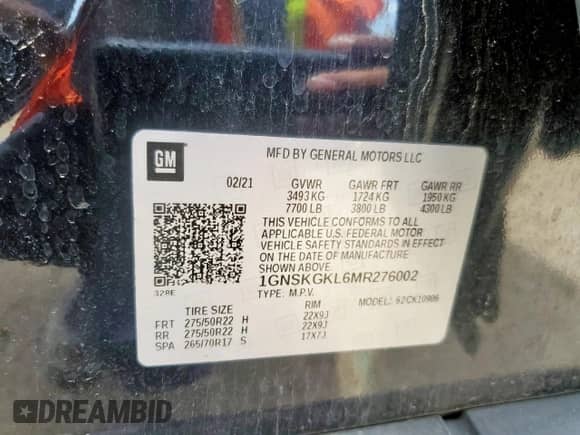 GM
MFD BY GENERAL MOTORS LLC
02/21 GVWR GAWR FRT GAWR RR
3493 KG 1724 KG 1950 KG
7700 LB 3800 LB 4300 LB
THIS VEHICLE CONFORMS TO ALL
APPLICABLE U.S. FEDERAL MOTOR
VEHICLE SAFETY STANDARDS IN EFFECT
ON THE DATE OF MANUFACTURE
SHOWN ABOVE.
32RE 1GNSKGKL6MR276002
TYPE: M.P.V. MODEL: 62CK10906
TIRE SIZE RIM
FRT 275/50R22 H 22X9J
RR 275/50R22 H 22X9J
SPA 265/70R17 S 17X7J
DREAMBID